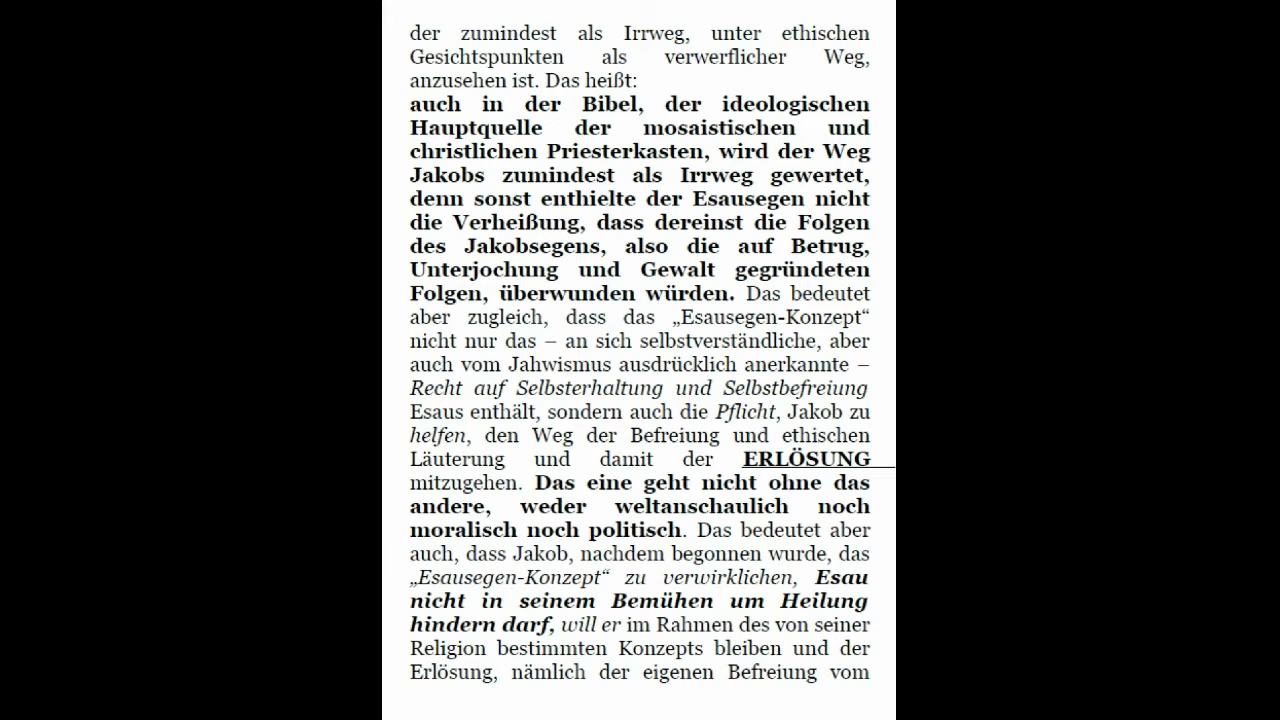 der zumindest als Irrweg, unter ethischen
Gesichtspunkten als verwerflicher Weg,
anzusehen ist. Das heißt:
auch in der Bibel, der ideologischen
Hauptquelle der mosaistischen und
christlichen Priesterkasten, wird der Weg
Jakobs zumindest als Irrweg gewertet,
denn sonst enthielte der Esausegen nicht
die Verheißung, dass dereinst die Folgen
des Jakobsegens, also die auf Betrug,
Unterjochung und Gewalt gegründeten
Folgen, überwunden würden. Das bedeutet
aber zugleich, dass das „Esausegen-Konzept“
nicht nur das – an sich selbstverständliche, aber
auch vom Jahwismus ausdrücklich anerkannte –
Recht auf Selbsterhaltung und Selbstbefreiung
Esaus enthält, sondern auch die Pflicht, Jakob zu
helfen, den Weg der Befreiung und ethischen
Läuterung und damit der ERLÖSUNG
mitzugehen. Das eine geht nicht ohne das
andere, weder weltanschaulich noch
moralisch noch politisch. Das bedeutet aber
auch, dass Jakob, nachdem begonnen wurde, das
„Esausegen-Konzept“ zu verwirklichen, Esau
nicht in seinem Bemühen um Heilung
hindern darf, will er im Rahmen des von seiner
Religion bestimmten Konzepts bleiben und der
Erlösung, nämlich der eigenen Befreiung vom